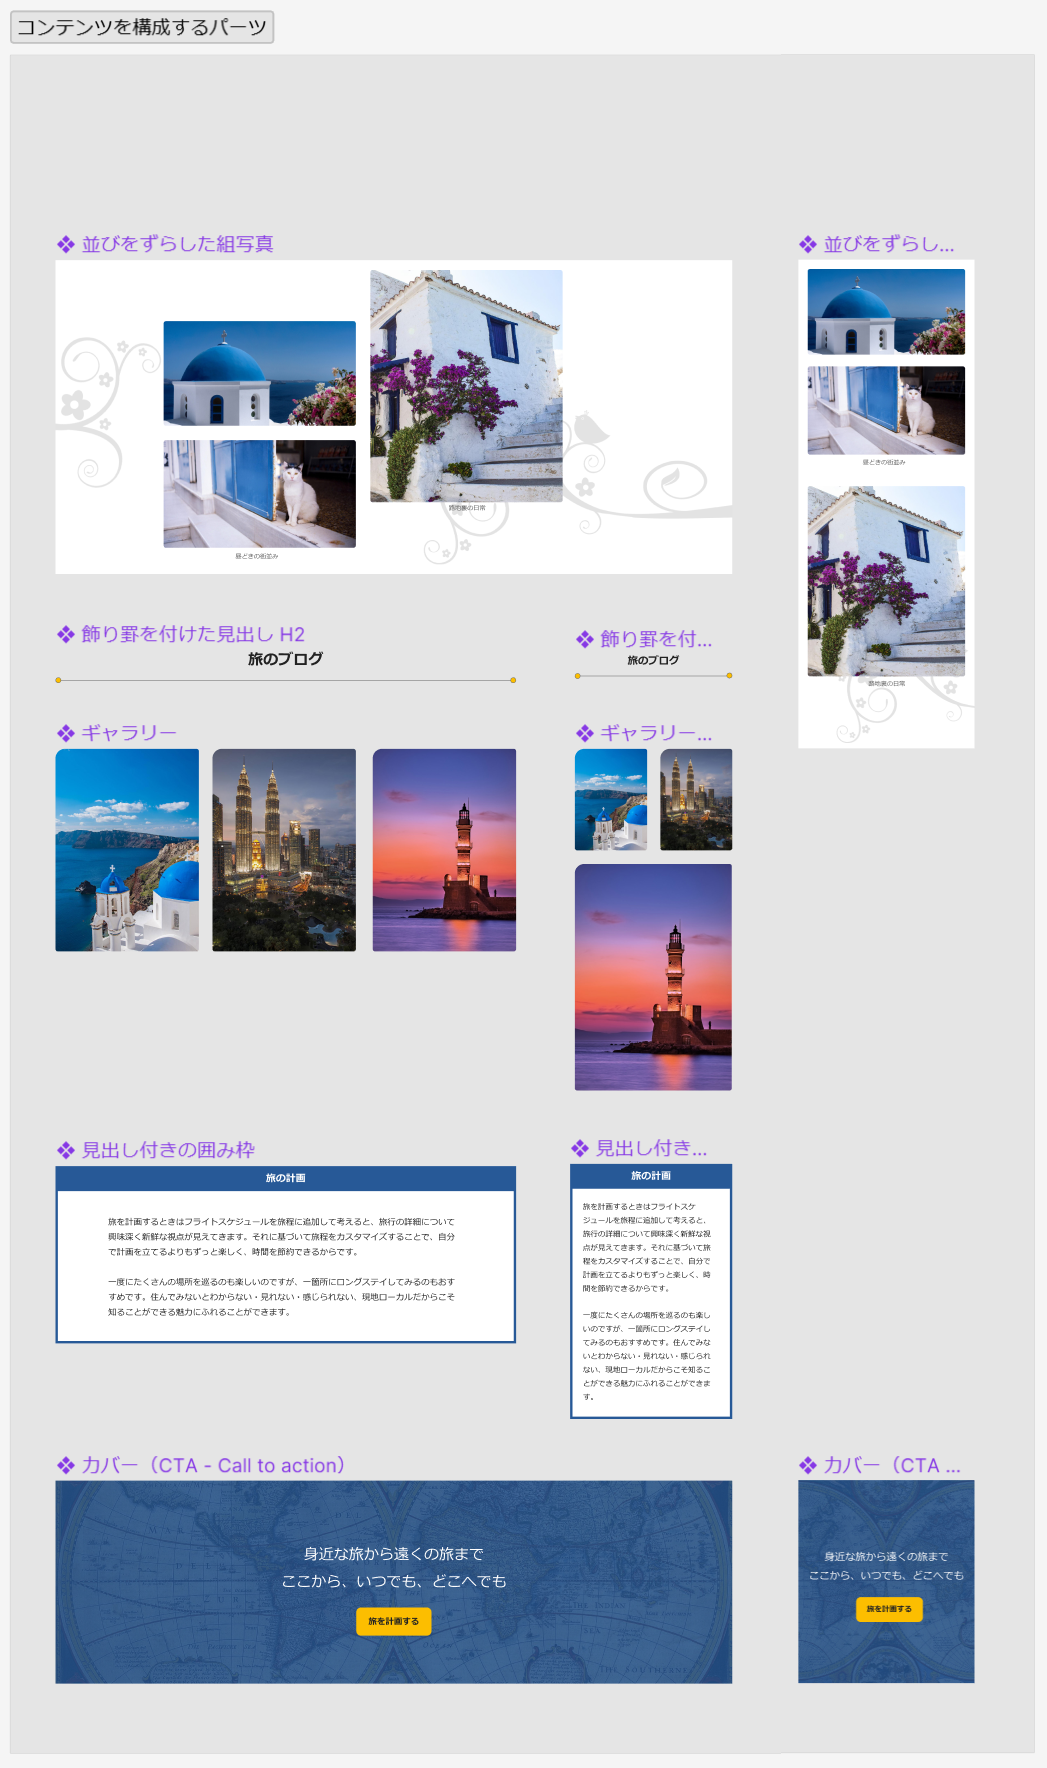 コンテンツを構成するパーツ
並びをずらした組写真
並びをずらし...
昼どきの街並み
路地裏の日常
昼どきの街並み
路地裏の日常
飾り罫を付けた見出し H2
旅のブログ
飾り罫を付...
旅のブログ
ギャラリー
ギャラリー...
見出し付きの囲み枠
旅の計画
旅を計画するときはフライトスケジュールを旅程に追加して考えると、旅行の詳細について
興味深く新鮮な視点が見えてきます。それに基づいて旅程をカスタマイズすることで、自分
で計画を立てるよりもずっと楽しく、時間を節約できるからです。
一度にたくさんの場所を巡るのも楽しいのですが、一箇所にロングステイしてみるのもおす
すめです。住んでみないとわからない・見れない・感じられない、現地ローカルだからこそ
知ることができる魅力にふれることができます。
見出し付き...
旅の計画
旅を計画するときはフライトスケ
ジュールを旅程に追加して考えると、
旅行の詳細について興味深く新鮮な視
点が見えてきます。それに基づいて旅
程をカスタマイズすることで、自分で
計画を立てるよりもずっと楽しく、時
間を節約できるからです。
一度にたくさんの場所を巡るのも楽し
いのですが、一箇所にロングステイし
てみるのもおすすめです。住んでみな
いとわからない・見れない・感じられ
ない、現地ローカルだからこそ知るこ
とができる魅力にふれることができま
す。
カバー（CTA - Call to action）
身近な旅から遠くの旅まで
ここから、いつでも、どこへでも
旅を計画する
THE INDIAN
THE SOUTHERNE
カバー（CTA ...
身近な旅から遠くの旅まで
ここから、いつでも、どこへでも
旅を計画する